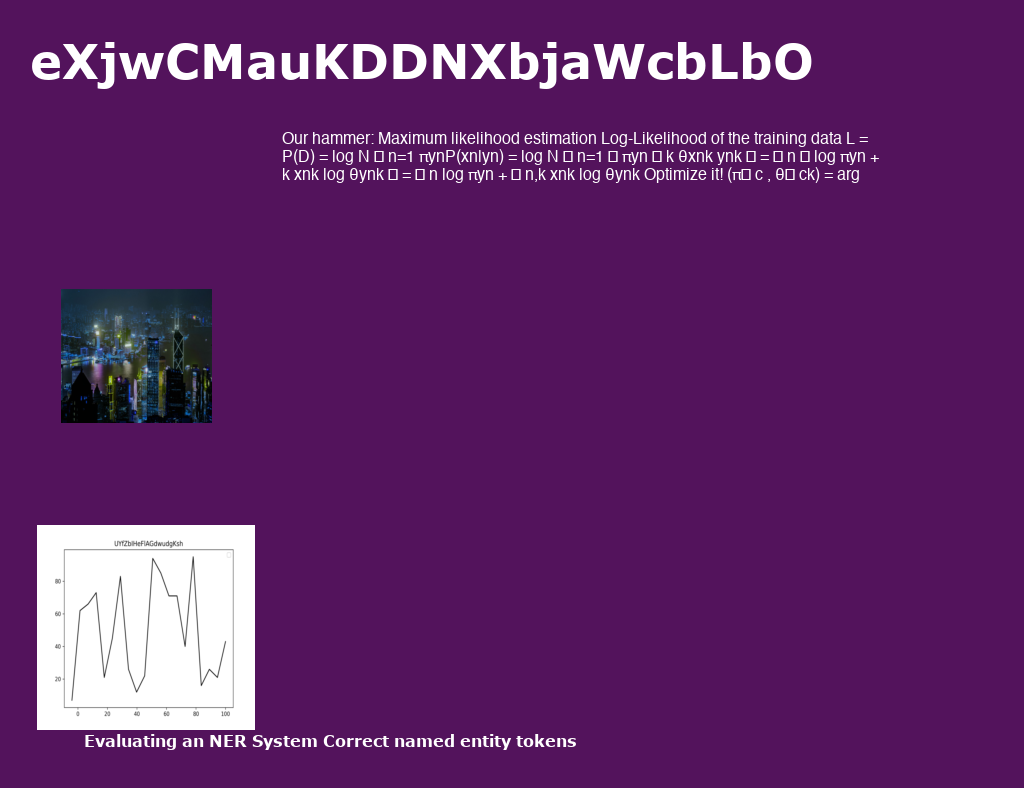 eXjwCMauKDDNXbjaWcbLbO
Our hammer: Maximum likelihood estimation Log-Likelihood of the training data L =
P(D) = log N � n=1 πynP(xn|yn) = log N � n=1 � πyn � k θxnk ynk � = � n � log πyn +
k xnk log θynk � = � n log πyn + � n,k xnk log θynk Optimize it! (π� c , θ� ck) = arg
UYfZbIHeFlAGdwudgKsh
80
60
40
20
0 20 40 60 80 100
Evaluating an NER System Correct named entity tokens